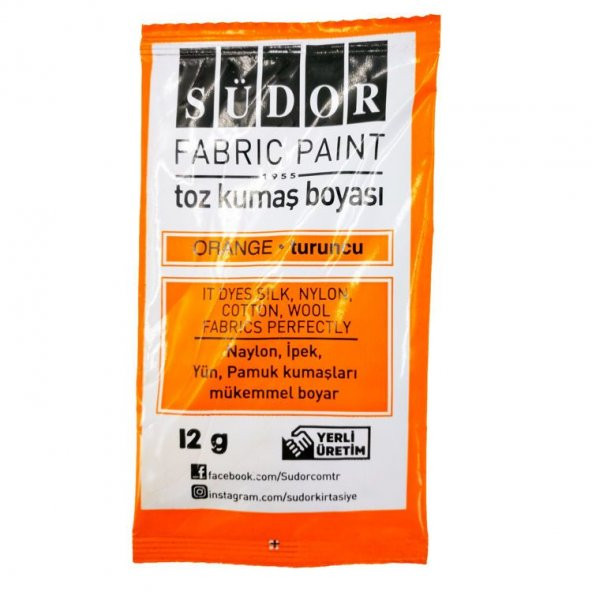 SÜDOR
FABRIC PAINT
1955
toz kumaş boyası
ORANGE • turuncu
IT DYES SILK, NYLON,
COTTON, WOOL
FABRICS PERFECTLY
Naylon, İpek,
Yün, Pamuk kumaşları
mükemmel boyar
12 g
YERLİ
ÜRETİM
facebook.com/Sudorcomtr
instagram.com/sudorkirtasiye